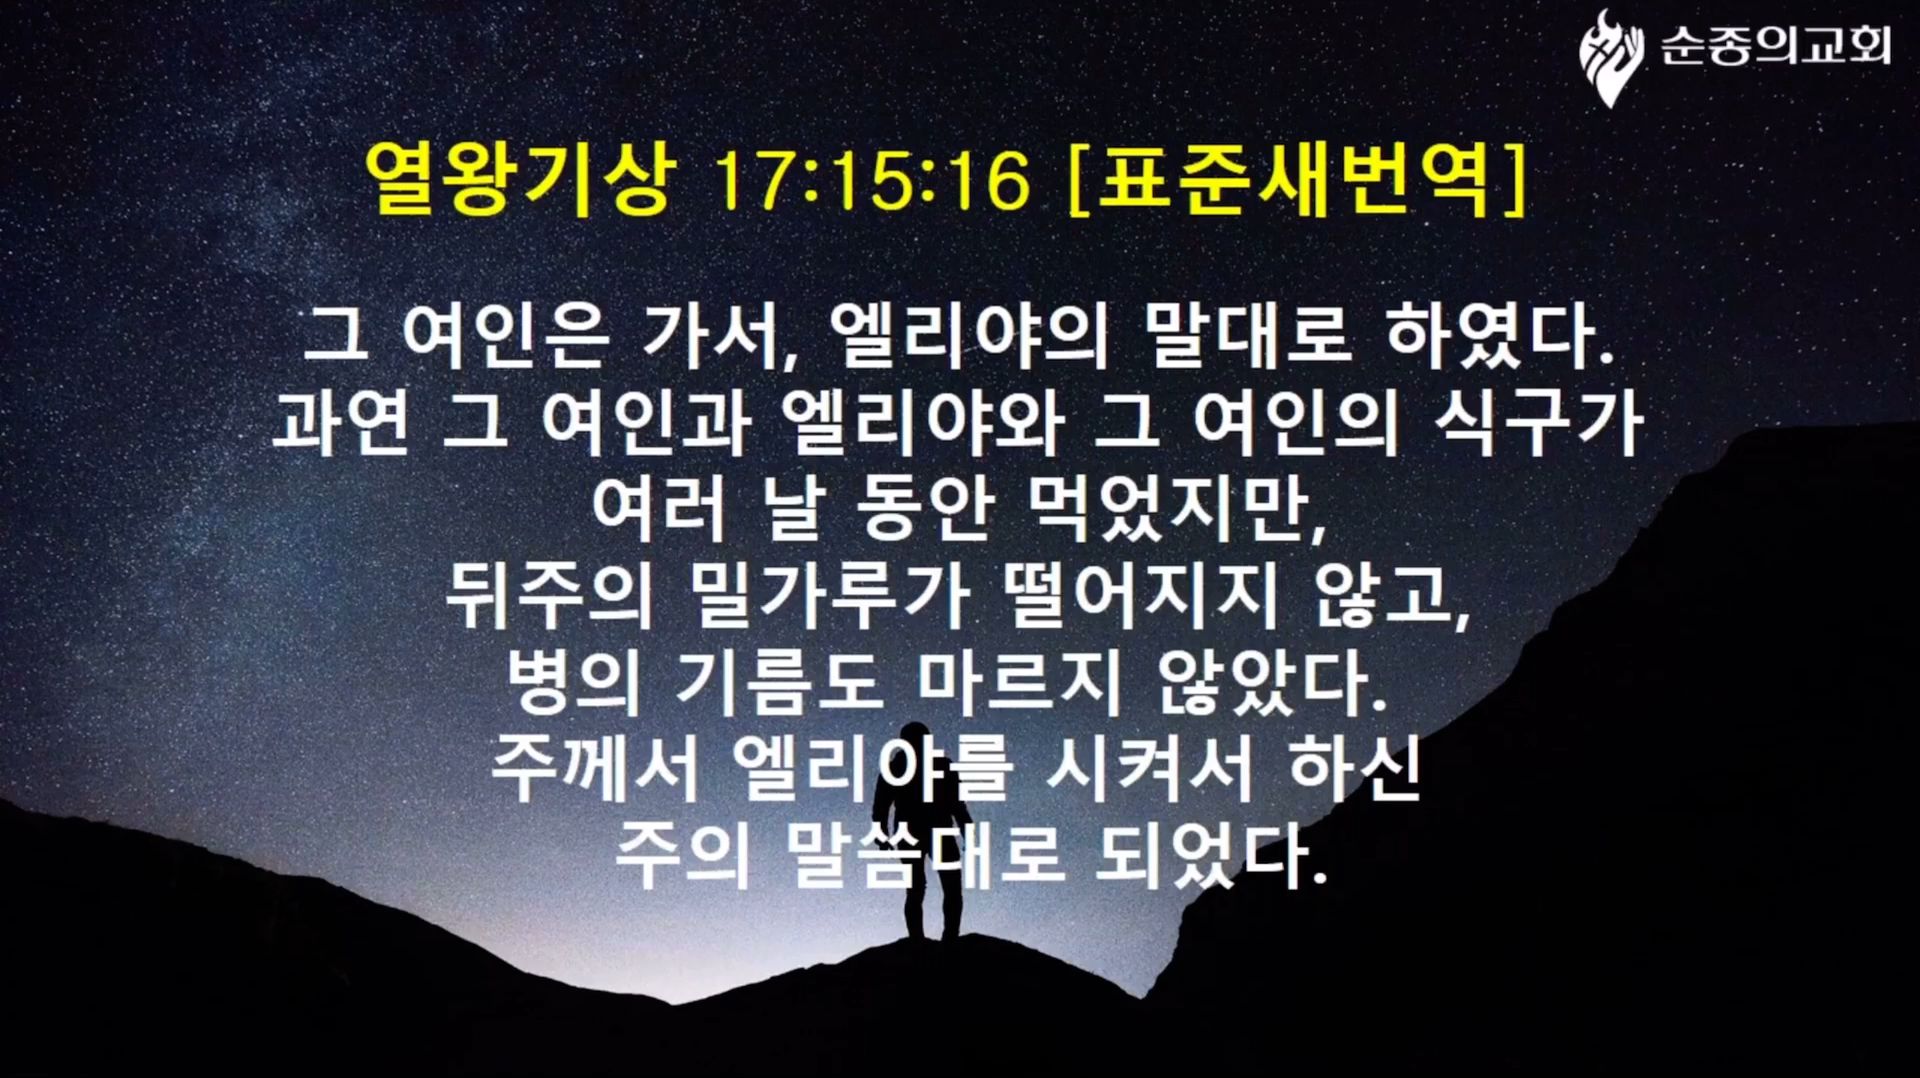 순종의교회
열왕기상 17:15:16 [표준새번역]
그 여인은 가서, 엘리야의 말대로 하였다.
과연 그 여인과 엘리야와 그 여인의 식구가
여러 날 동안 먹었지만,
뒤주의 밀가루가 떨어지지 않고,
병의 기름도 마르지 않았다.
주께서 엘리야를 시켜서 하신
주의 말씀대로 되었다.